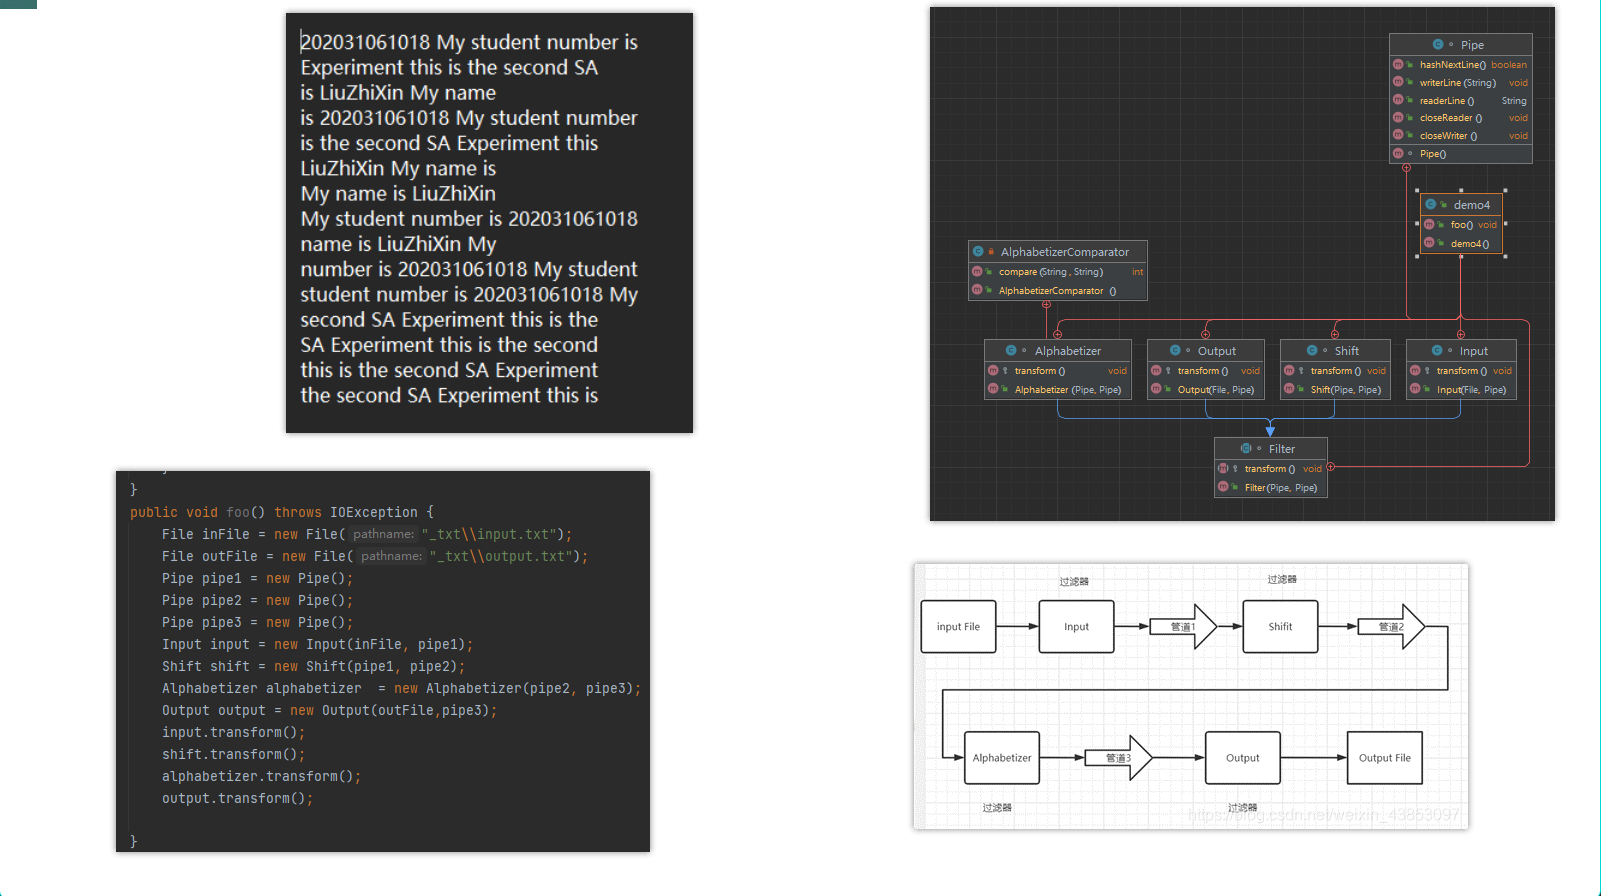 202031061018 My student number is
Experiment this is the second SA
is LiuZhiXin My name
is 202031061018 My student number
is the second SA Experiment this
LiuZhiXin My name is
My name is LiuZhiXin
My student number is 202031061018
name is LiuZhiXin My
number is 202031061018 My student
student number is 202031061018 My
second SA Experiment this is the
SA Experiment this is the second
this is the second SA Experiment
the second SA Experiment this is
}
public void foo() throws IOException {
File inFile = new File( pathname: "_txt\\input.txt");
File outFile = new File( pathname: "_txt\\output.txt");
Pipe pipe1 = new Pipe();
Pipe pipe2 = new Pipe();
Pipe pipe3 = new Pipe();
Input input = new Input(inFile, pipe1);
Shift shift = new Shift(pipe1, pipe2);
Alphabetizer alphabetizer  = new Alphabetizer(pipe2, pipe3);
Output output = new Output(outFile,pipe3);
input.transform();
shift.transform();
alphabetizer.transform();
output.transform();
}
Pipe
hashNextLine() boolean
writerLine (String) void
readerLine () String
closeReader () void
closeWriter () void
Pipe()
demo4
foo() void
demo4()
AlphabetizerComparator
compare (String , String) int
AlphabetizerComparator ()
Alphabetizer
transform () void
Alphabetizer (Pipe, Pipe)
Output
transform () void
Output(File, Pipe)
Shift
transform () void
Shift(Pipe, Pipe)
Input
transform () void
Input(File, Pipe)
Filter
transform () void
Filter(Pipe, Pipe)
过滤器
过滤器
input File
Input
管道1
Shifit
管道2
Alphabetizer
管道3
Output
Output File
过滤器
过滤器
https://blog.csdn.net/weixin_43853097